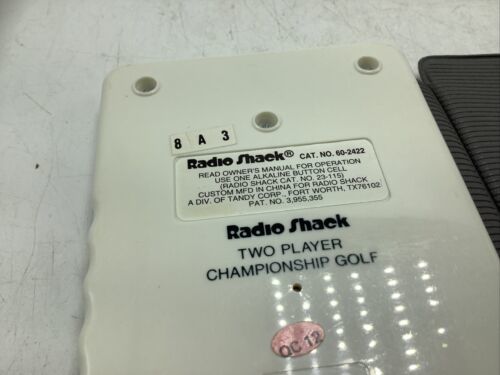 8 A 3
Radio Shack® CAT. NO. 60-2422
READ OWNER'S MANUAL FOR OPERATION
USE ONE ALKALINE BUTTON CELL
(RADIO SHACK CAT. NO. 23-115)
CUSTOM MFD IN CHINA FOR RADIO SHACK
A DIV. OF TANDY CORP., FORT WORTH, TX76102
PAT. NO. 3,955,355
Radio Shack
TWO PLAYER
CHAMPIONSHIP GOLF
QC 12